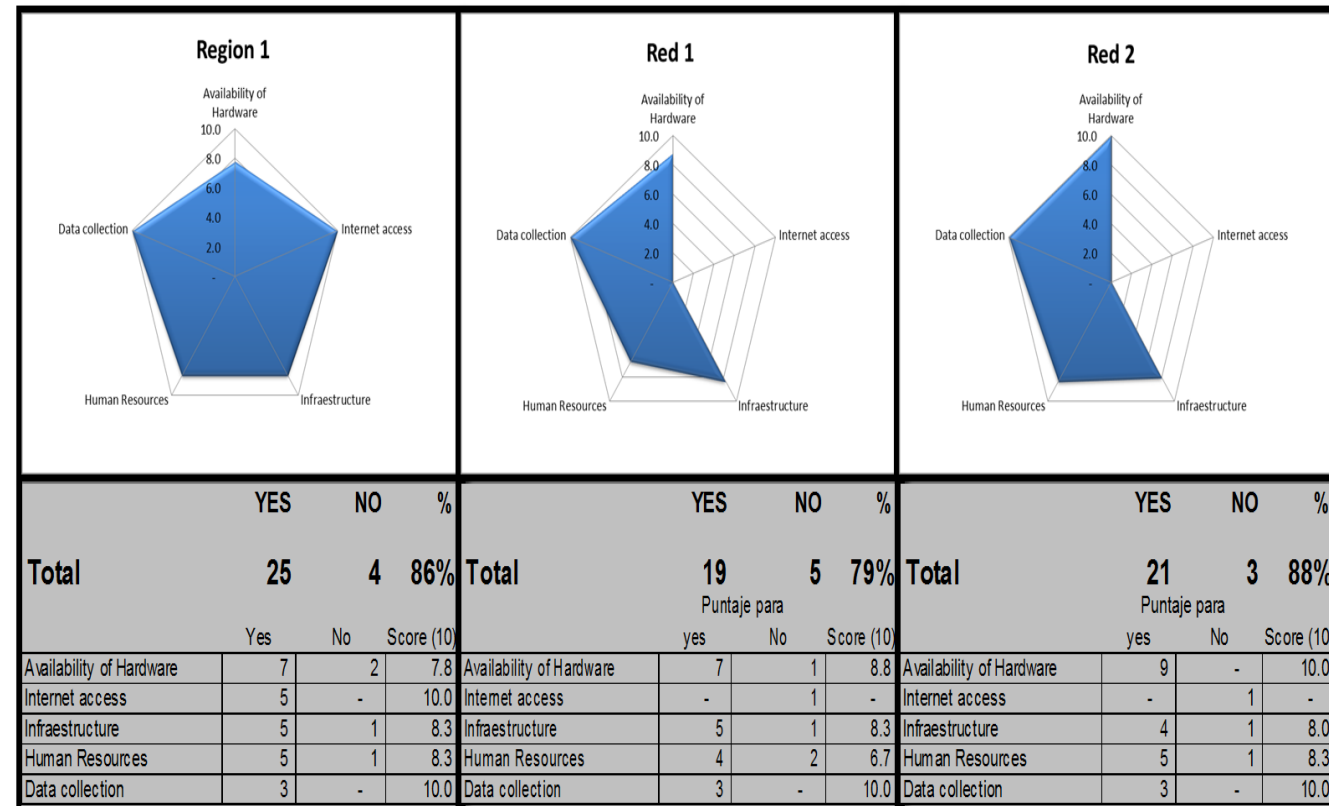 Region 1
Availability of
Hardware
10.0
8.0
6.0
4.0
2.0
-
Data collection
Internet access
Human Resources
Infraestructure
Red 1
Availability of
Hardware
10.0
8.0
6.0
4.0
2.0
-
Data collection
Internet access
Human Resources
Infraestructure
Red 2
Availability of
Hardware
10.0
8.0
6.0
4.0
2.0
-
Data collection
Internet access
Human Resources
Infraestructure
YES NO %
Total 25 4 86%
Yes No Score (10)
Availability of Hardware 7 2 7.8
Internet access 5 - 10.0
Infraestructure 5 1 8.3
Human Resources 5 1 8.3
Data collection 3 - 10.0
YES NO %
Total 19 5 79%
Puntaje para
yes No Score (10)
Availability of Hardware 7 1 8.8
Internet access - 1 -
Infraestructure 5 1 8.3
Human Resources 4 2 6.7
Data collection 3 - 10.0
YES NO %
Total 21 3 88%
Puntaje para
yes No Score (10
Availability of Hardware 9 - 10.0
Internet access - 1 -
Infraestructure 4 1 8.0
Human Resources 5 1 8.3
Data collection 3 - 10.0